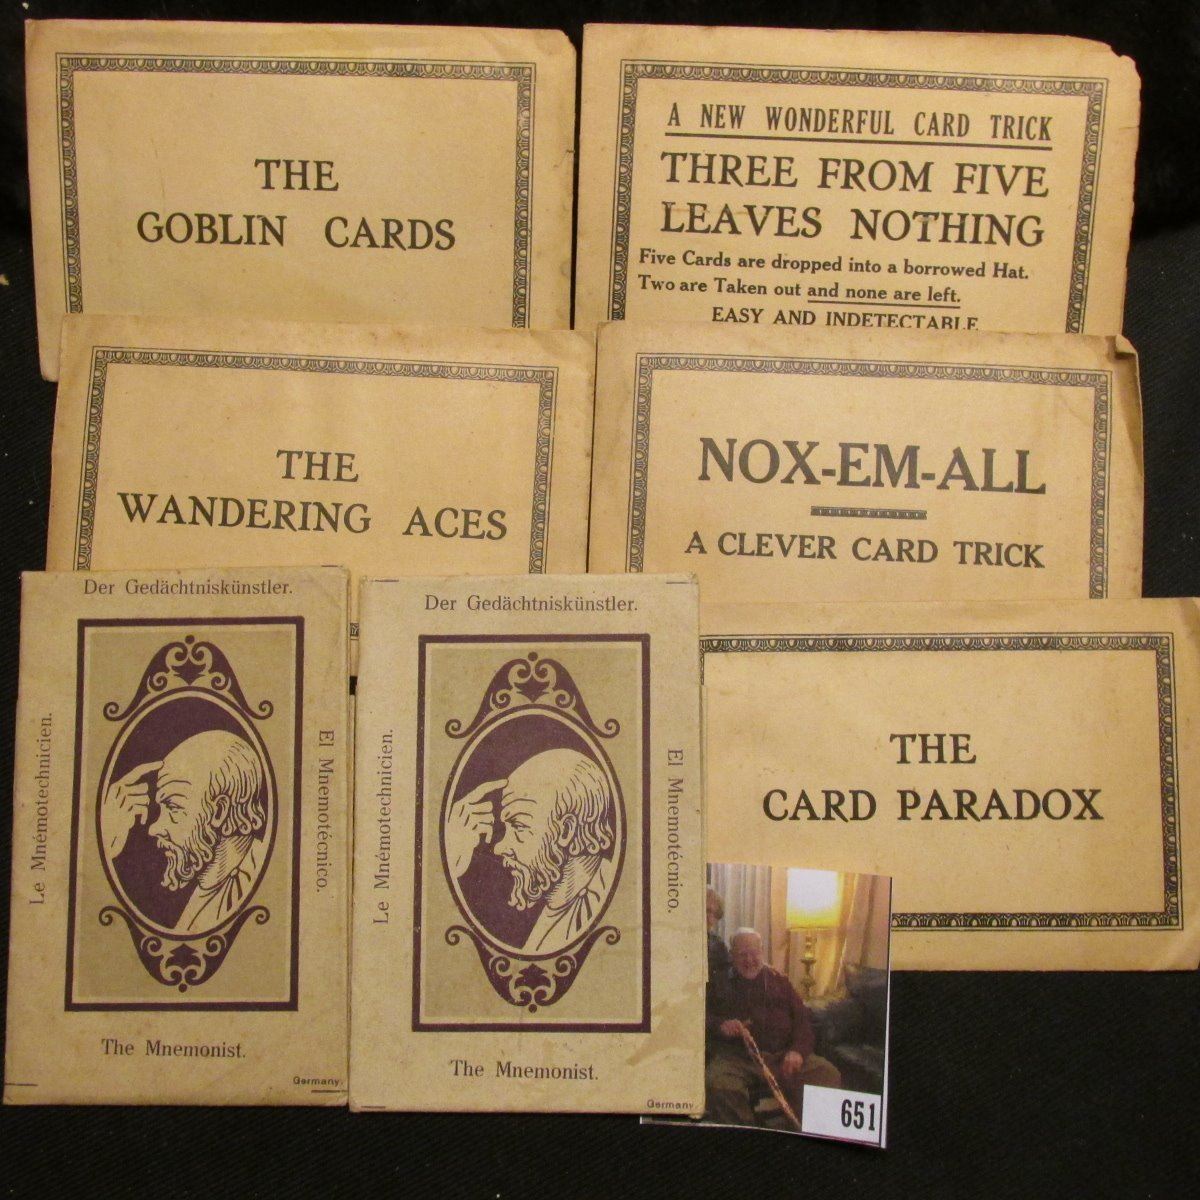 THE
GOBLIN CARDS
A NEW WONDERFUL CARD TRICK
THREE FROM FIVE
LEAVES NOTHING
Five Cards are dropped into a borrowed Hat.
Two are Taken out and none are left.
EASY AND INDETECTABLE
THE
WANDERING ACES
NOX-EM-ALL
A CLEVER CARD TRICK
Der Gedächtniskünstler.
Le Mnémotechnicien.
El Mnemotécnico.
The Mnemonist.
Germany.
Der Gedächtniskünstler.
Le Mnémotechnicien.
El Mnemotécnico.
The Mnemonist.
Germany.
THE
CARD PARADOX
651